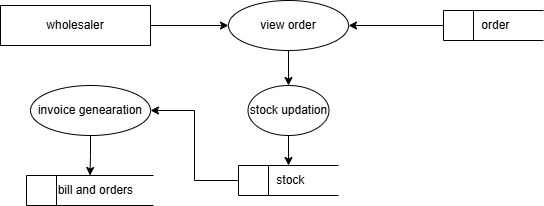 wholesaler
view order
order
invoice genearation
stock updation
bill and orders
stock